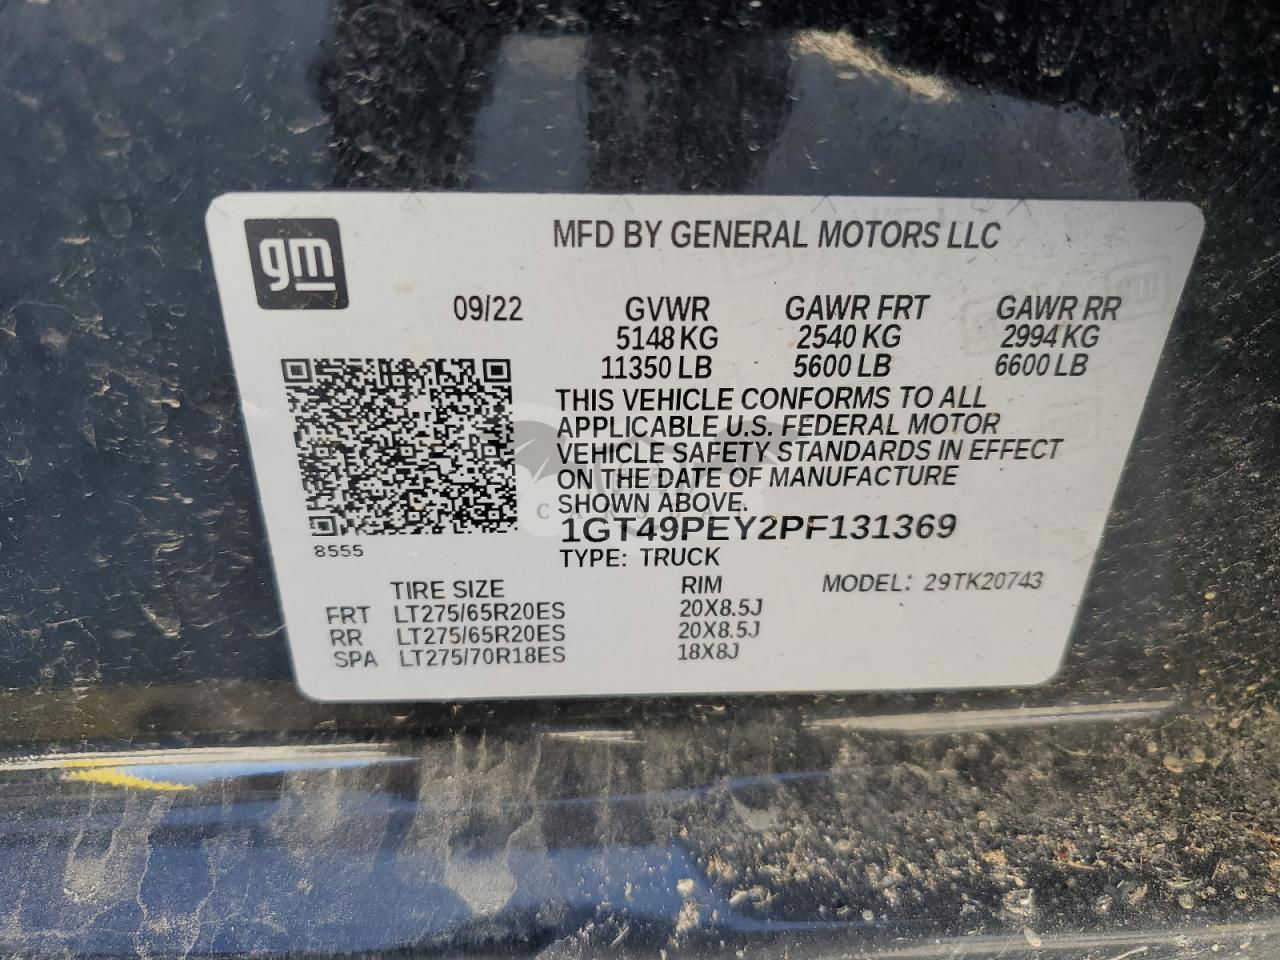 gm
MFD BY GENERAL MOTORS LLC
09/22 GVWR GAWR FRT GAWR RR
5148 KG 2540 KG 2994 KG
11350 LB 5600 LB 6600 LB
THIS VEHICLE CONFORMS TO ALL
APPLICABLE U.S. FEDERAL MOTOR
VEHICLE SAFETY STANDARDS IN EFFECT
ON THE DATE OF MANUFACTURE
SHOWN ABOVE.
1GT49PEY2PF131369
8555
TYPE: TRUCK
TIRE SIZE RIM MODEL: 29TK20743
FRT LT275/65R20ES 20X8.5J
RR LT275/65R20ES 20X8.5J
SPA LT275/70R18ES 18X8J